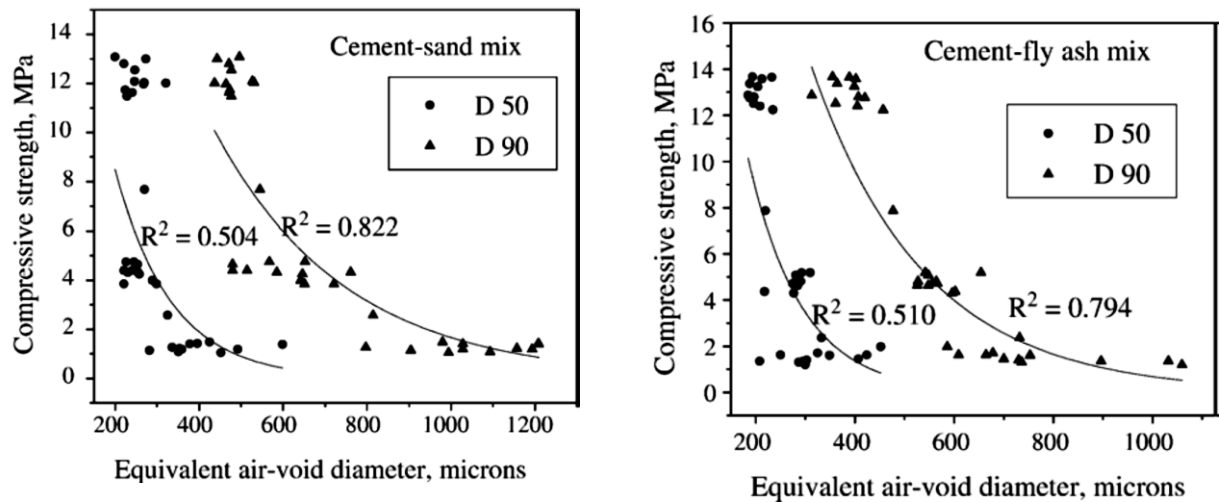 Compressive strength, MPa
14
12
10
8
6
4
2
0
Cement-sand mix
D 50
D 90
R² = 0.504
R² = 0.822
200 400 600 800 1000 1200
Equivalent air-void diameter, microns
Compressive strength, MPa
16
14
12
10
8
6
4
2
0
Cement-fly ash mix
D 50
D 90
R² = 0.510
R² = 0.794
200 400 600 800 1000
Equivalent air-void diameter, microns